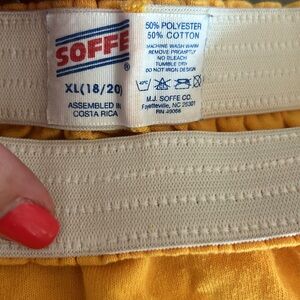 SOFFE
®
XL(18/20)
ASSEMBLED IN
COSTA RICA
50% POLYESTER
50% COTTON
MACHINE WASH WARM
REMOVE PROMPTLY
NO BLEACH
TUMBLE DRY
DO NOT IRON DESIGN
M.J. SOFFE CO.
Fayetteville, NC 28301